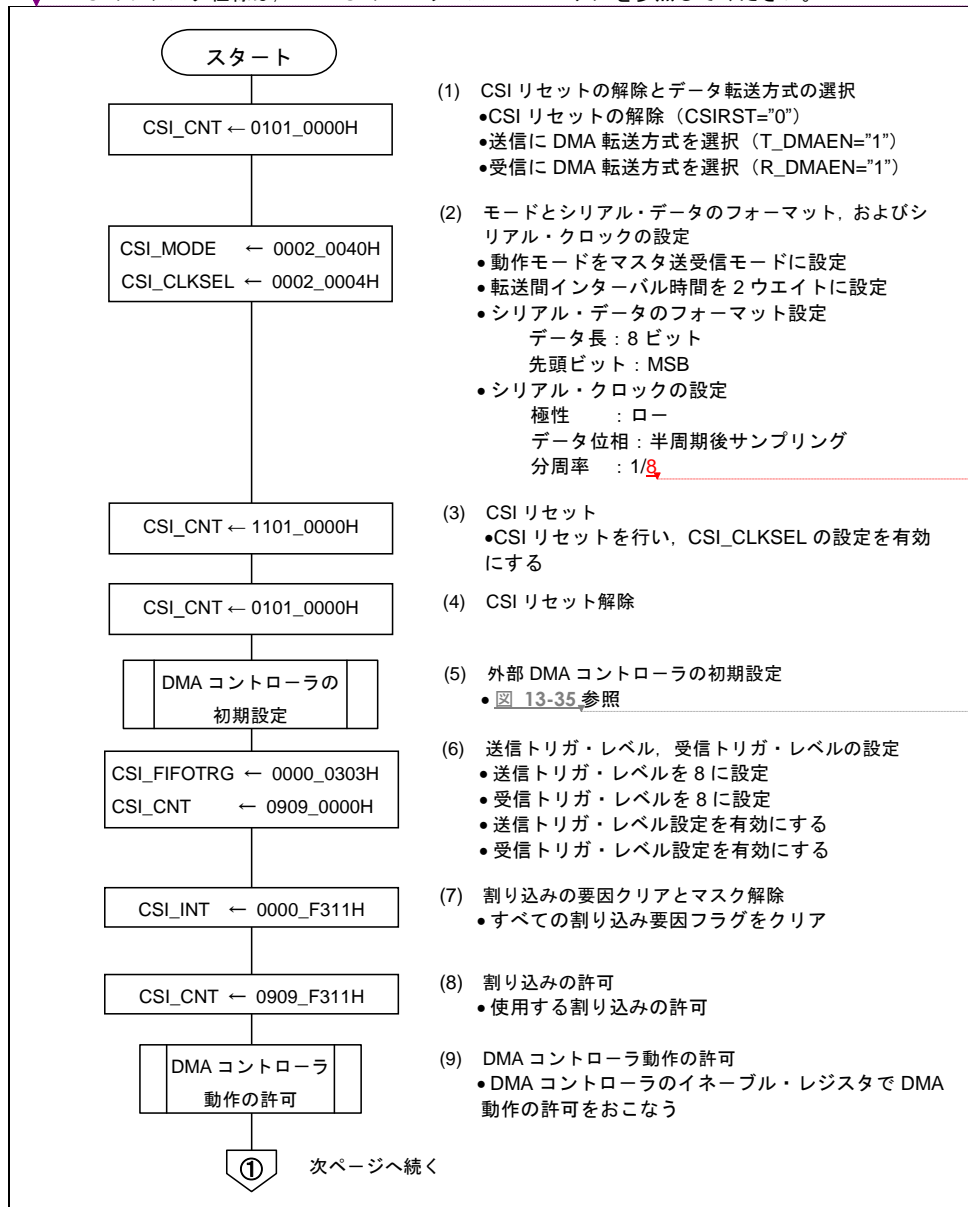 スタート
CSI_CNT ← 0101_0000H
(1) CSI リセットの解除とデータ転送方式の選択
●CSI リセットの解除（CSIRST="0"）
●送信に DMA 転送方式を選択（T_DMAEN="1"）
●受信に DMA 転送方式を選択（R_DMAEN="1"）
CSI_MODE ← 0002_0040H
CSI_CLKSEL ← 0002_0004H
(2) モードとシリアル・データのフォーマット，およびシ
リアル・クロックの設定
● 動作モードをマスタ送受信モードに設定
● 転送間インターバル時間を 2 ウエイトに設定
● シリアル・データのフォーマット設定
データ長：8 ビット
先頭ビット：MSB
● シリアル・クロックの設定
極性 ：ロー
データ位相：半周期後サンプリング
分周率 ：1/8
CSI_CNT ← 1101_0000H
(3) CSI リセット
●CSI リセットを行い，CSI_CLKSEL の設定を有効
にする
CSI_CNT ← 0101_0000H
(4) CSI リセット解除
DMA コントローラの
初期設定
(5) 外部 DMA コントローラの初期設定
● 図 13-35 参照
CSI_FIFOTRG ← 0000_0303H
CSI_CNT ← 0909_0000H
(6) 送信トリガ・レベル，受信トリガ・レベルの設定
● 送信トリガ・レベルを 8 に設定
● 受信トリガ・レベルを 8 に設定
● 送信トリガ・レベル設定を有効にする
● 受信トリガ・レベル設定を有効にする
CSI_INT ← 0000_F311H
(7) 割り込みの要因クリアとマスク解除
● すべての割り込み要因フラグをクリア
CSI_CNT ← 0909_F311H
(8) 割り込みの許可
● 使用する割り込みの許可
DMA コントローラ
動作の許可
(9) DMA コントローラ動作の許可
● DMA コントローラのイネーブル・レジスタで DMA
動作の許可をおこなう
① 次ページへ続く